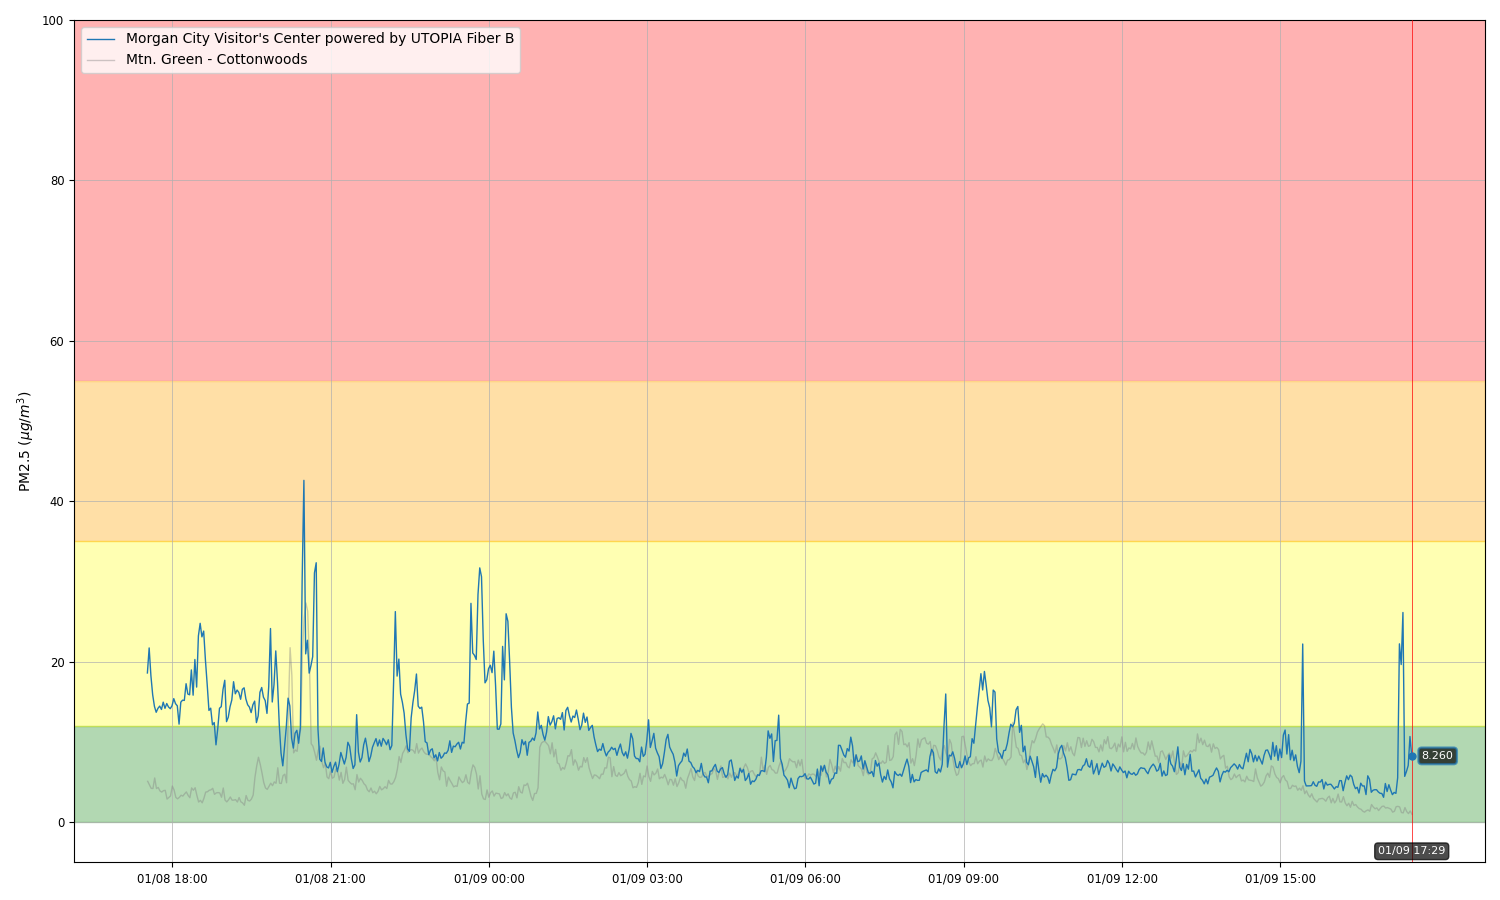 100
Morgan City Visitor's Center powered by UTOPIA Fiber B
Mtn. Green - Cottonwoods
80
60
PM2.5 (μg/m³)
40
20
8.260
0
01/09 17:29
01/08 18:00 01/08 21:00 01/09 00:00 01/09 03:00 01/09 06:00 01/09 09:00 01/09 12:00 01/09 15:00